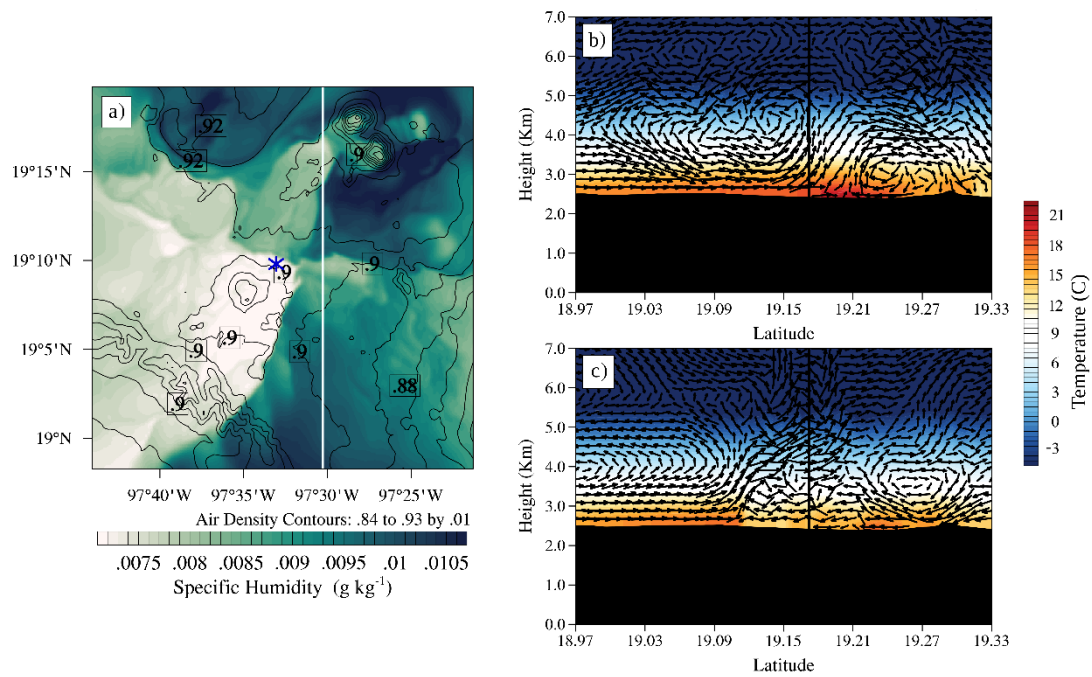 a)
.92
.92
.9
.9
.9
.9
.9
.9
.88
.9
19°15'N
19°10'N
19°5'N
19°N
97°40'W 97°35'W 97°30'W 97°25'W
Air Density Contours: .84 to .93 by .01
.0075 .008 .0085 .009 .0095 .01 .0105
Specific Humidity (g kg-1)
b)
7.0
6.0
5.0
4.0
3.0
2.0
1.0
0.0
Height (Km)
18.97 19.03 19.09 19.15 19.21 19.27 19.33
Latitude
c)
7.0
6.0
5.0
4.0
3.0
2.0
1.0
0.0
Height (Km)
18.97 19.03 19.09 19.15 19.21 19.27 19.33
Latitude
21
18
15
12
9
6
3
0
-3
Temperature (C)